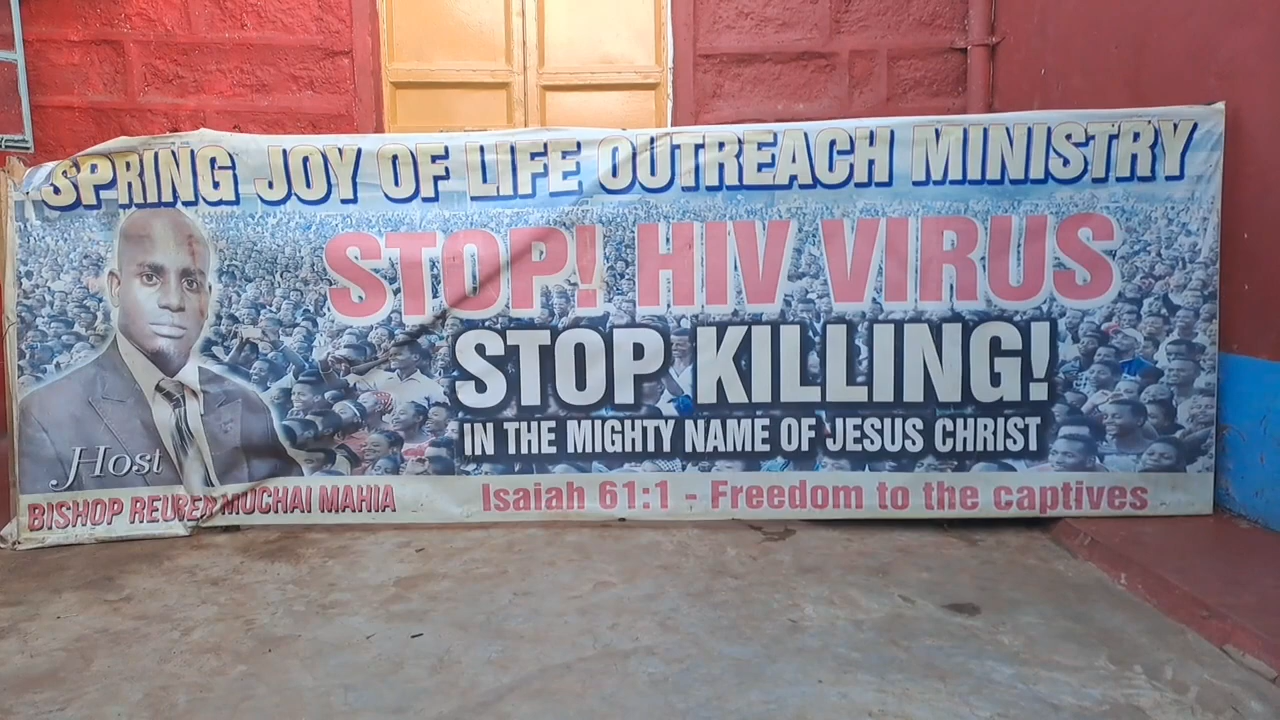 SPRING JOY OF LIFE OUTREACH MINISTRY
STOP! HIV VIRUS
STOP KILLING!
IN THE MIGHTY NAME OF JESUS CHRIST
Host
BISHOP REUBEN MUCHAI MAHIA
Isaiah 61:1 - Freedom to the captives